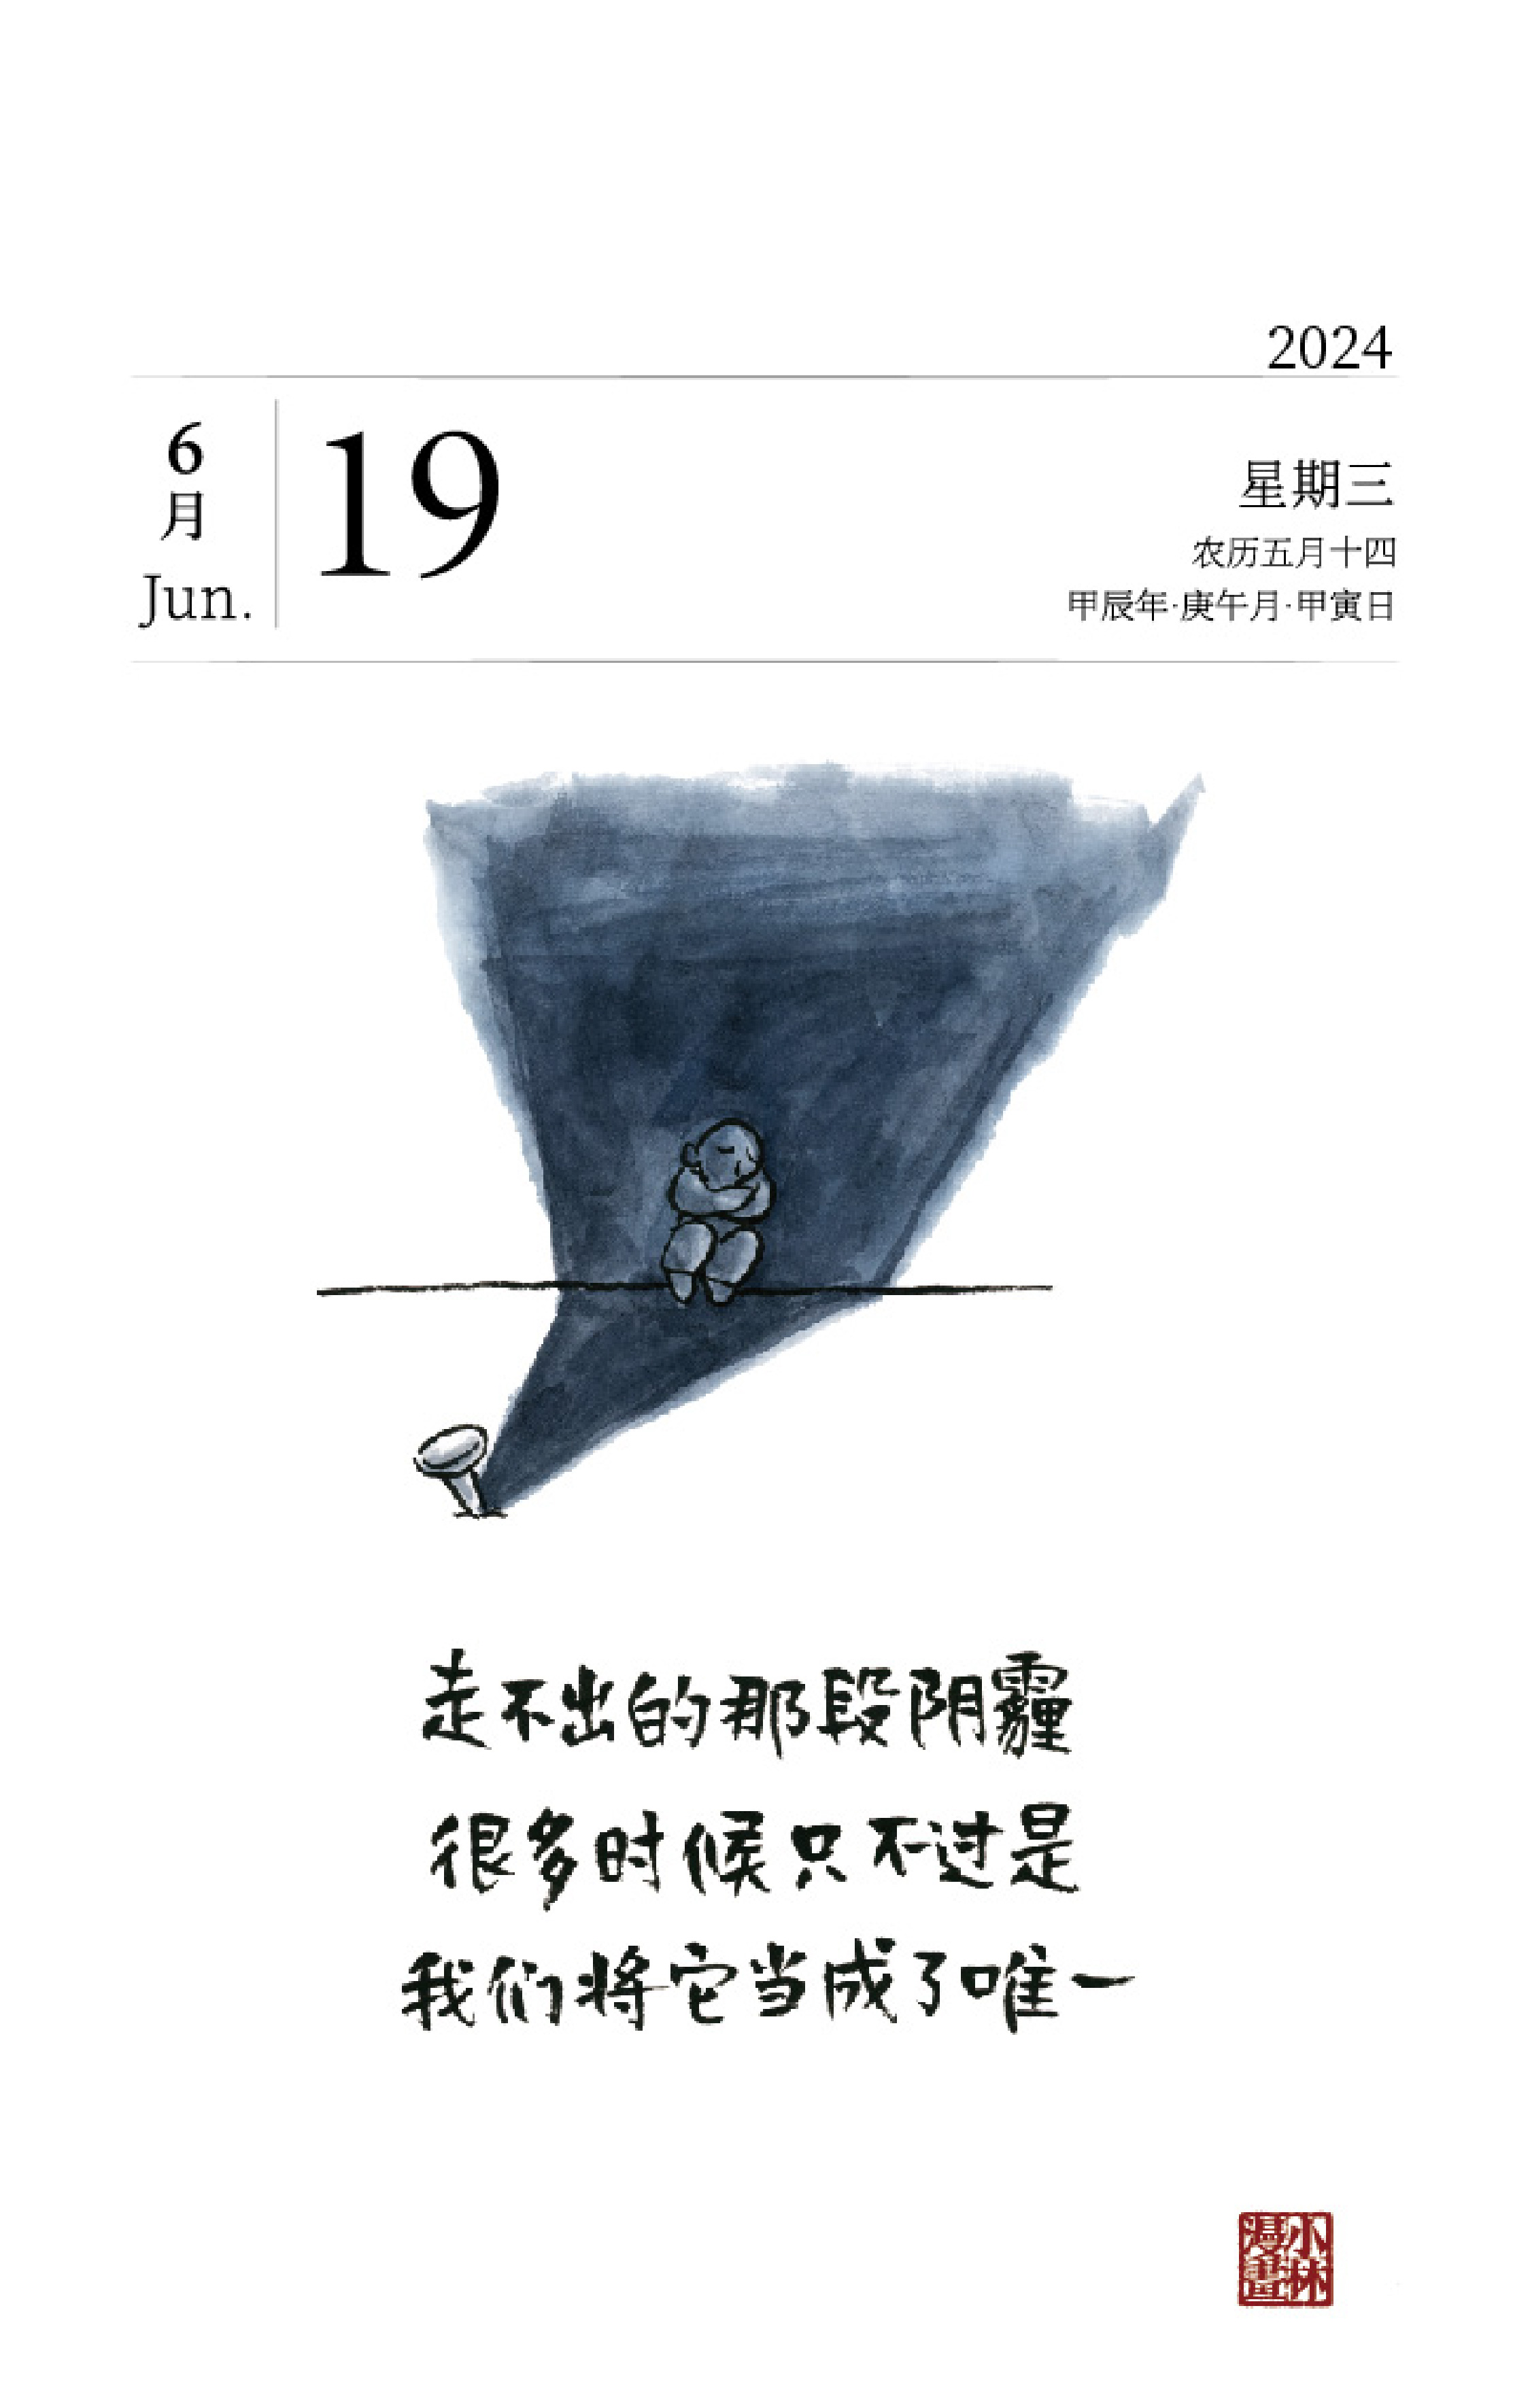 2024
6
月
Jun.
19
星期三
农历五月十四
甲辰年·庚午月·甲寅日
走不出的那段阴霾
很多时候只不过是
我们将它当成了唯一
小林
漫畫